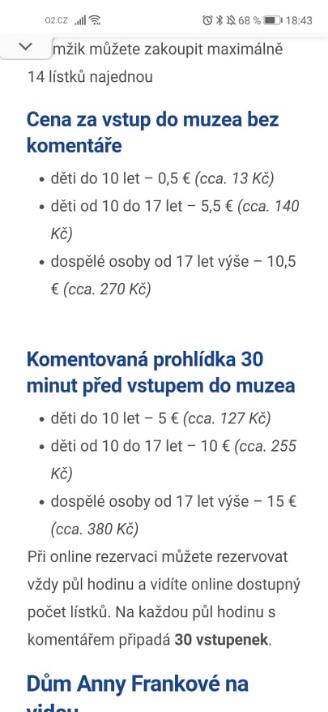 O2.CZ 68 % 18:43
mžik můžete zakoupit maximálně
14 lístků najednou
Cena za vstup do muzea bez
komentáře
• děti do 10 let – 0,5 € (cca. 13 Kč)
• děti od 10 do 17 let – 5,5 € (cca. 140
Kč)
• dospělé osoby od 17 let výše – 10,5
€ (cca. 270 Kč)
Komentovaná prohlídka 30
minut před vstupem do muzea
• děti do 10 let – 5 € (cca. 127 Kč)
• děti od 10 do 17 let – 10 € (cca. 255
Kč)
• dospělé osoby od 17 let výše – 15 €
(cca. 380 Kč)
Při online rezervaci můžete rezervovat
vždy půl hodinu a vidíte online dostupný
počet lístků. Na každou půl hodinu s
komentářem připadá 30 vstupenek.
Dům Anny Frankové na